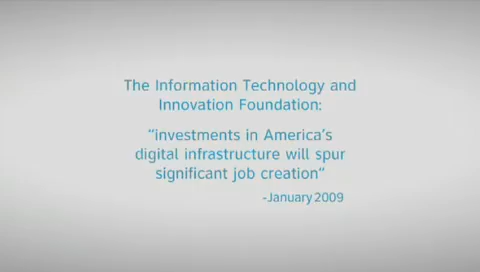 The Information Technology and
Innovation Foundation:
“investments in America’s
digital infrastructure will spur
significant job creation”
-January 2009